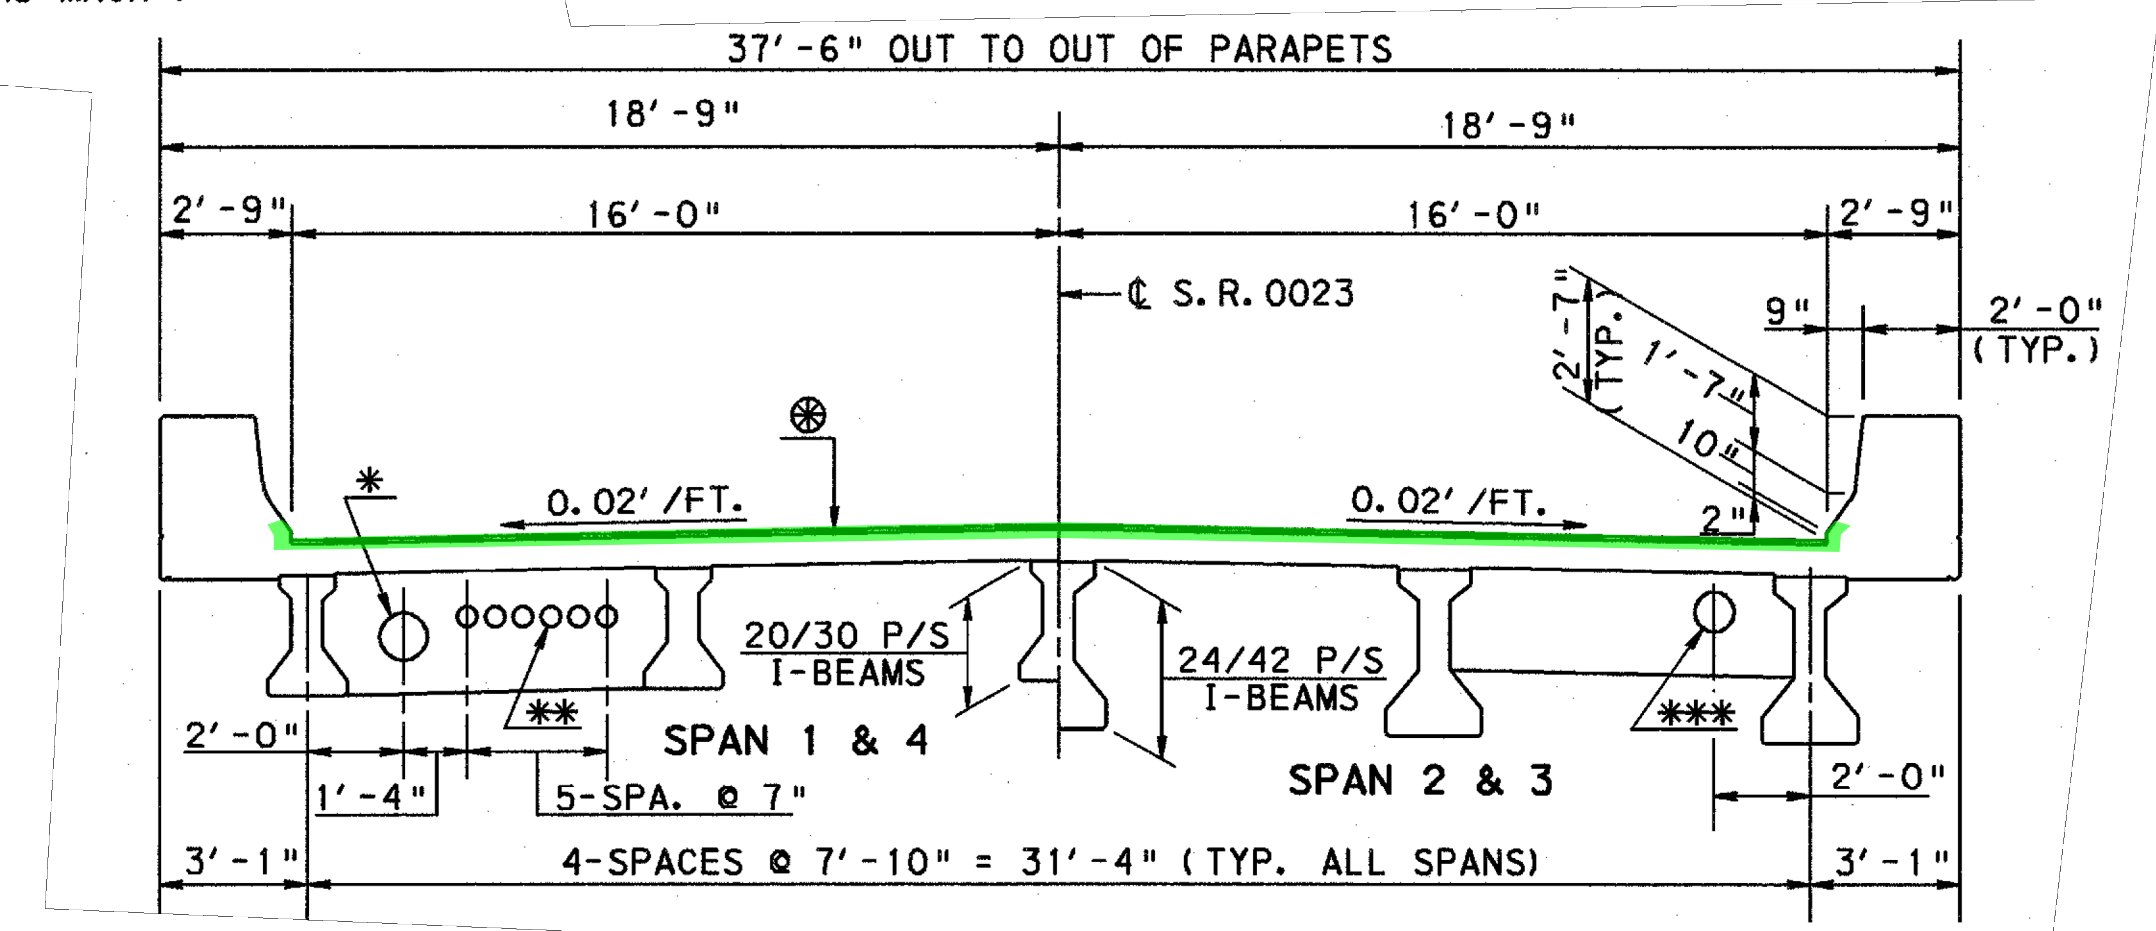 37'-6" OUT TO OUT OF PARAPETS
18'-9"
18'-9"
2'-9"
16'-0"
16'-0"
2'-9"
℄ S.R.0023
2'-7"
(TYP.)
1'-7"
10"
2"
9"
2'-0"
(TYP.)
*
0.02'/FT.
0.02'/FT.
20/30 P/S
I-BEAMS
24/42 P/S
I-BEAMS
**
***
2'-0"
SPAN 1 & 4
SPAN 2 & 3
1'-4"
5-SPA. @ 7"
2'-0"
3'-1"
4-SPACES @ 7'-10" = 31'-4" (TYP. ALL SPANS)
3'-1"